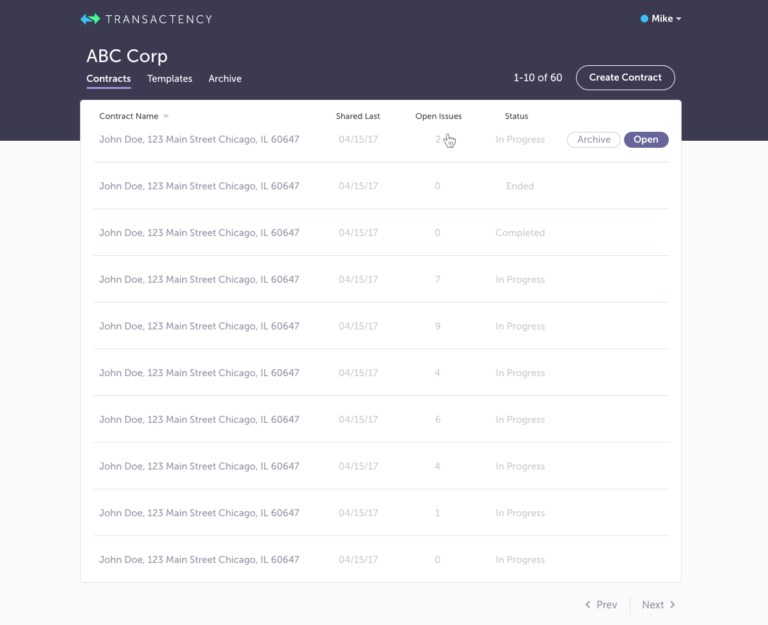 TRANSACTENCY
Mike
ABC Corp
Contracts Templates Archive
1-10 of 60 Create Contract
Contract Name Shared Last Open Issues Status
John Doe, 123 Main Street Chicago, IL 60647 04/15/17 2 In Progress Archive Open
John Doe, 123 Main Street Chicago, IL 60647 04/15/17 0 Ended
John Doe, 123 Main Street Chicago, IL 60647 04/15/17 0 Completed
John Doe, 123 Main Street Chicago, IL 60647 04/15/17 7 In Progress
John Doe, 123 Main Street Chicago, IL 60647 04/15/17 9 In Progress
John Doe, 123 Main Street Chicago, IL 60647 04/15/17 4 In Progress
John Doe, 123 Main Street Chicago, IL 60647 04/15/17 6 In Progress
John Doe, 123 Main Street Chicago, IL 60647 04/15/17 4 In Progress
John Doe, 123 Main Street Chicago, IL 60647 04/15/17 1 In Progress
John Doe, 123 Main Street Chicago, IL 60647 04/15/17 0 In Progress
Prev Next